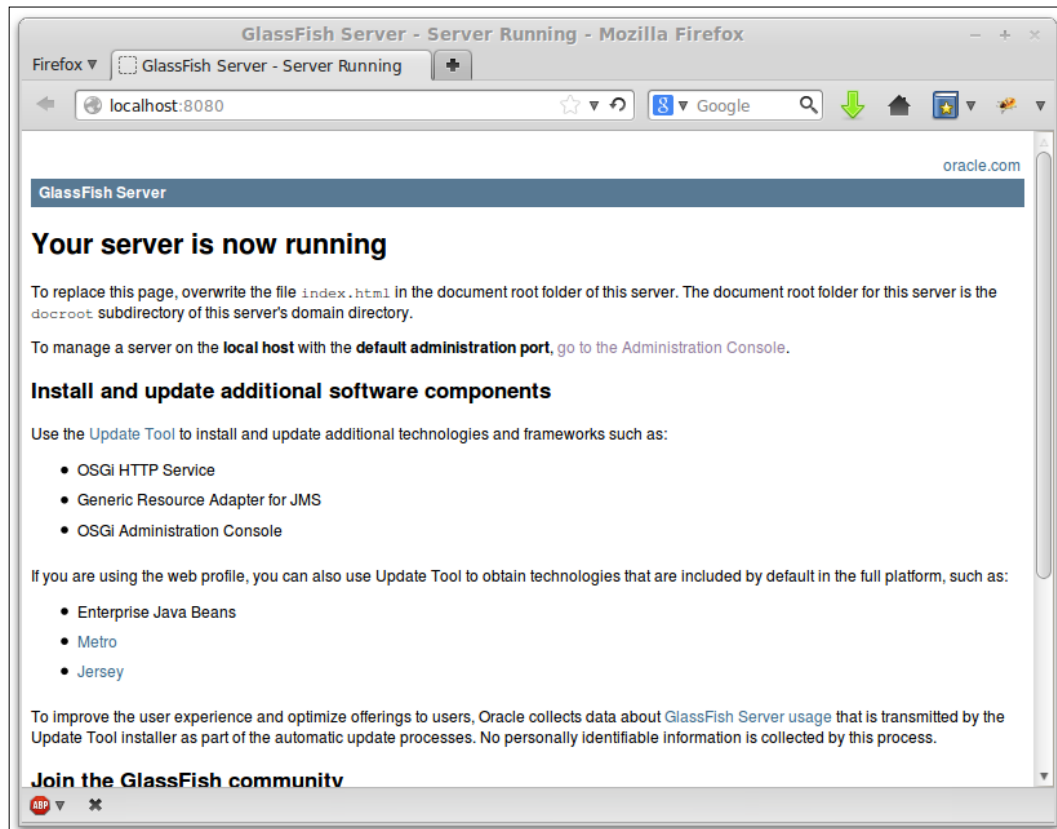 GlassFish Server - Server Running - Mozilla Firefox
Firefox
GlassFish Server - Server Running
localhost:8080
8
Google
oracle.com
GlassFish Server
Your server is now running
To replace this page, overwrite the file index.html in the document root folder of this server. The document root folder for this server is the
docroot subdirectory of this server's domain directory.
To manage a server on the local host with the default administration port, go to the Administration Console.
Install and update additional software components
Use the Update Tool to install and update additional technologies and frameworks such as:
• OSGi HTTP Service
• Generic Resource Adapter for JMS
• OSGi Administration Console
If you are using the web profile, you can also use Update Tool to obtain technologies that are included by default in the full platform, such as:
• Enterprise Java Beans
• Metro
• Jersey
To improve the user experience and optimize offerings to users, Oracle collects data about GlassFish Server usage that is transmitted by the
Update Tool installer as part of the automatic update processes. No personally identifiable information is collected by this process.
Join the GlassFish community
ABP